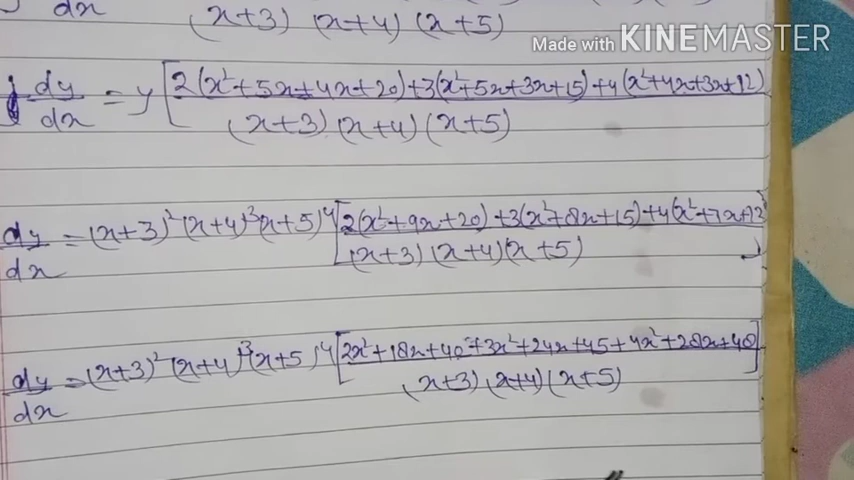 dx (x+3) (x+4) (x+5)
Made with KINEMASTER
dy/dx = y [2(x²+5x+4x+20)+3(x²+5x+3x+15)+4(x²+4x+3x+12)
(x+3) (x+4) (x+5)
dy/dx = (x+3)² (x+4)³ (x+5)⁴ [2(x²+9x+20)+3(x²+8x+15)+4(x²+7x+12)
(x+3) (x+4) (x+5) ]
dy/dx = (x+3)² (x+4)³ (x+5)⁴ [2x²+18x+40+3x²+24x+45+4x²+28x+48]
(x+3) (x+4) (x+5)